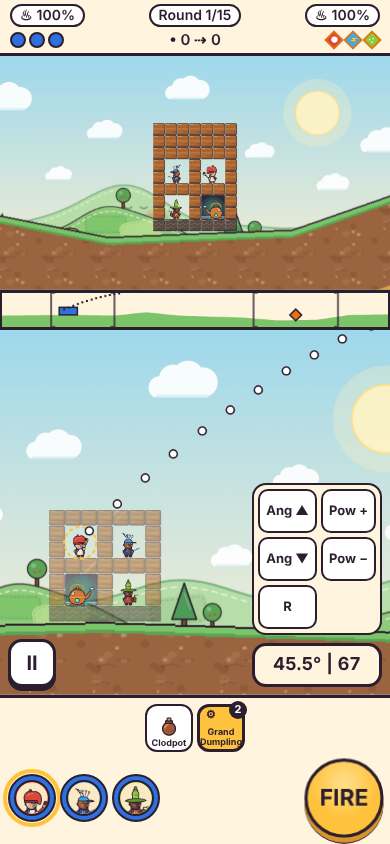 ♨ 100%
Round 1/15
♨ 100%
• 0 ⇢ 0
Ang ▲
Pow +
Ang ▼
Pow −
R
45.5° | 67
2
Clodpot
Grand
Dumpling
FIRE